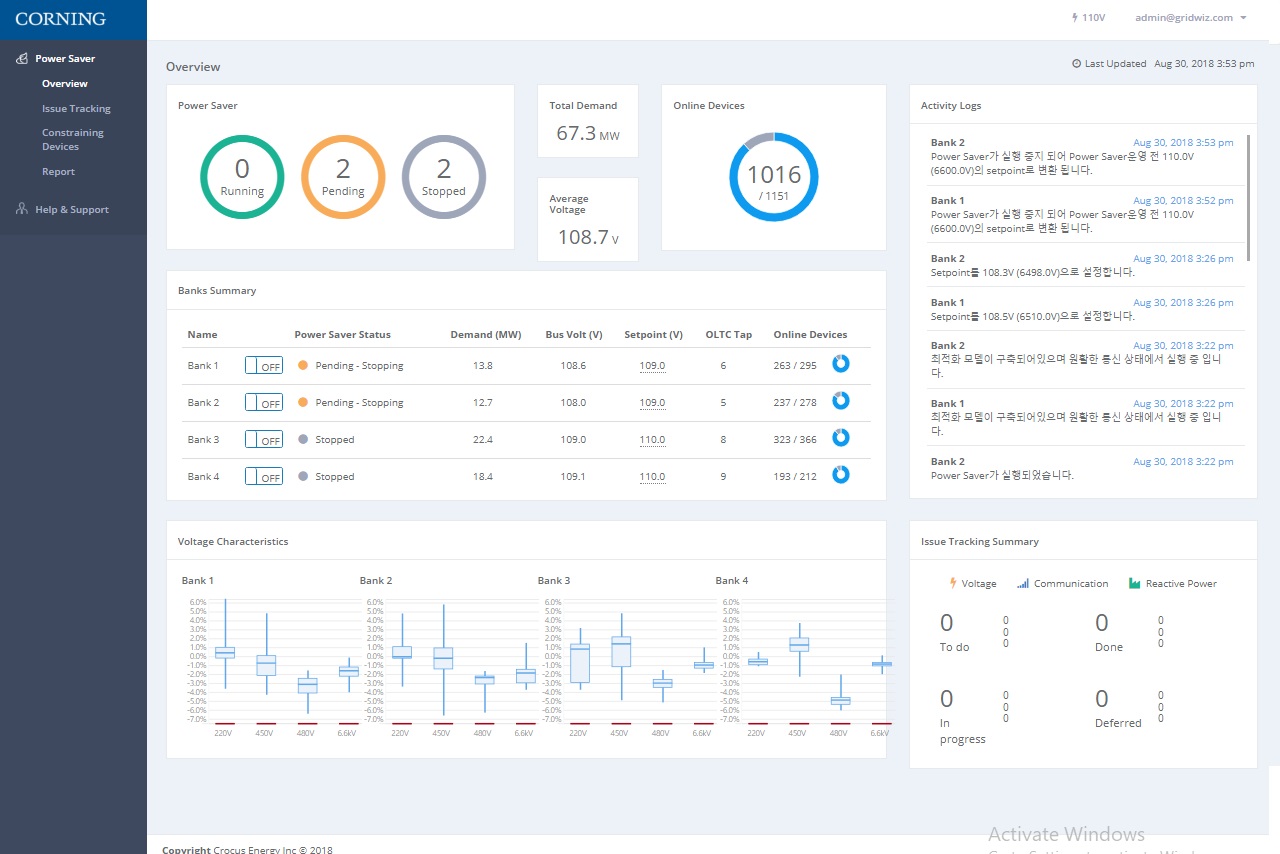 CORNING
110V
admin@gridwiz.com
Power Saver
Overview
Issue Tracking
Constraining
Devices
Report
Help & Support
Overview
Last Updated Aug 30, 2018 3:53 pm
Power Saver
0
Running
2
Pending
2
Stopped
Total Demand
67.3 MW
Average
Voltage
108.7 V
Online Devices
1016
/ 1151
Activity Logs
Bank 2 Aug 30, 2018 3:53 pm
Power Saver가 실행 중지 되어 Power Saver운영 전 110.0V
(6600.0V)의 setpoint로 변환 됩니다.
Bank 1 Aug 30, 2018 3:52 pm
Power Saver가 실행 중지 되어 Power Saver운영 전 110.0V
(6600.0V)의 setpoint로 변환 됩니다.
Bank 2 Aug 30, 2018 3:26 pm
Setpoint를 108.3V (6498.0V)으로 설정합니다.
Bank 1 Aug 30, 2018 3:26 pm
Setpoint를 108.5V (6510.0V)으로 설정합니다.
Bank 2 Aug 30, 2018 3:22 pm
최적화 모델이 구축되어있으며 원활한 통신 상태에서 실행 중 입니
다.
Bank 1 Aug 30, 2018 3:22 pm
최적화 모델이 구축되어있으며 원활한 통신 상태에서 실행 중 입니
다.
Bank 2 Aug 30, 2018 3:22 pm
Power Saver가 실행되었습니다.
Banks Summary
Name Power Saver Status Demand (MW) Bus Volt (V) Setpoint (V) OLTC Tap Online Devices
Bank 1 OFF Pending - Stopping 13.8 108.6 109.0 6 263 / 295
Bank 2 OFF Pending - Stopping 12.7 108.0 109.0 5 237 / 278
Bank 3 OFF Stopped 22.4 109.0 110.0 8 323 / 366
Bank 4 OFF Stopped 18.4 109.1 110.0 9 193 / 212
Voltage Characteristics
Bank 1 Bank 2 Bank 3 Bank 4
6.0% 6.0% 6.0% 6.0%
5.0% 5.0% 5.0% 5.0%
4.0% 4.0% 4.0% 4.0%
3.0% 3.0% 3.0% 3.0%
2.0% 2.0% 2.0% 2.0%
1.0% 1.0% 1.0% 1.0%
0.0% 0.0% 0.0% 0.0%
-1.0% -1.0% -1.0% -1.0%
-2.0% -2.0% -2.0% -2.0%
-3.0% -3.0% -3.0% -3.0%
-4.0% -4.0% -4.0% -4.0%
-5.0% -5.0% -5.0% -5.0%
-6.0% -6.0% -6.0% -6.0%
-7.0% -7.0% -7.0% -7.0%
220V 450V 480V 6.6kV 220V 450V 480V 6.6kV 220V 450V 480V 6.6kV 220V 450V 480V 6.6kV
Issue Tracking Summary
Voltage Communication Reactive Power
0
To do
0
0
0
0
Done
0
0
0
0
In
progress
0
0
0
0
Deferred
0
0
0
Activate Windows
Copyright Crocus Energy Inc © 2018